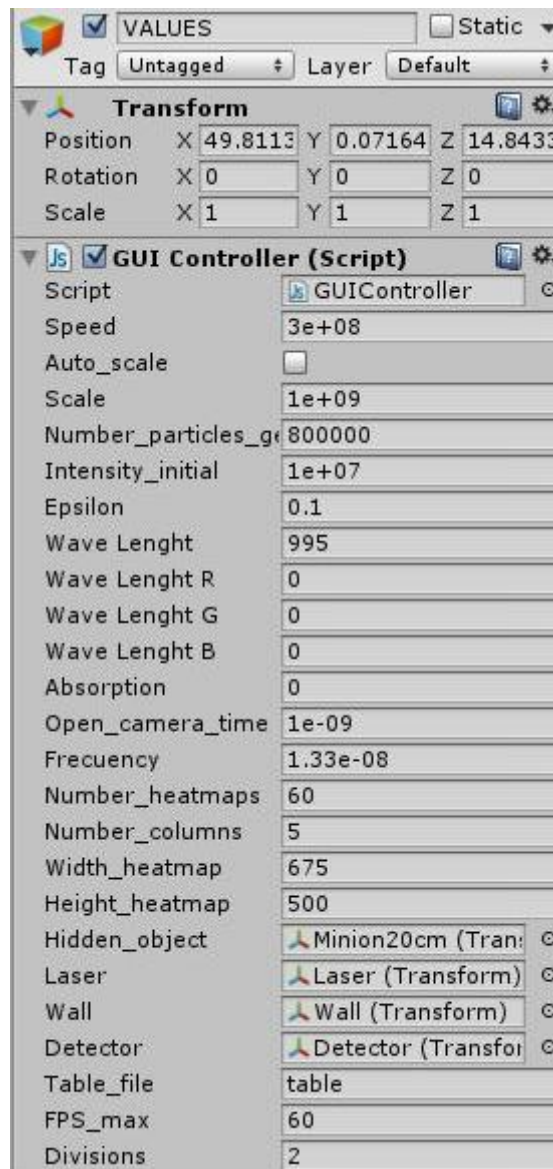 VALUES Static
Tag Untagged Layer Default
Transform
Position X 49.8113 Y 0.07164 Z 14.8433
Rotation X 0 Y 0 Z 0
Scale X 1 Y 1 Z 1
Js GUI Controller (Script)
Script GUIController
Speed 3e+08
Auto_scale
Scale 1e+09
Number_particles_ge 800000
Intensity_initial 1e+07
Epsilon 0.1
Wave Lenght 995
Wave Lenght R 0
Wave Lenght G 0
Wave Lenght B 0
Absorption 0
Open_camera_time 1e-09
Frecuency 1.33e-08
Number_heatmaps 60
Number_columns 5
Width_heatmap 675
Height_heatmap 500
Hidden_object Minion20cm (Trans
Laser Laser (Transform)
Wall Wall (Transform)
Detector Detector (Transfor
Table_file table
FPS_max 60
Divisions 2